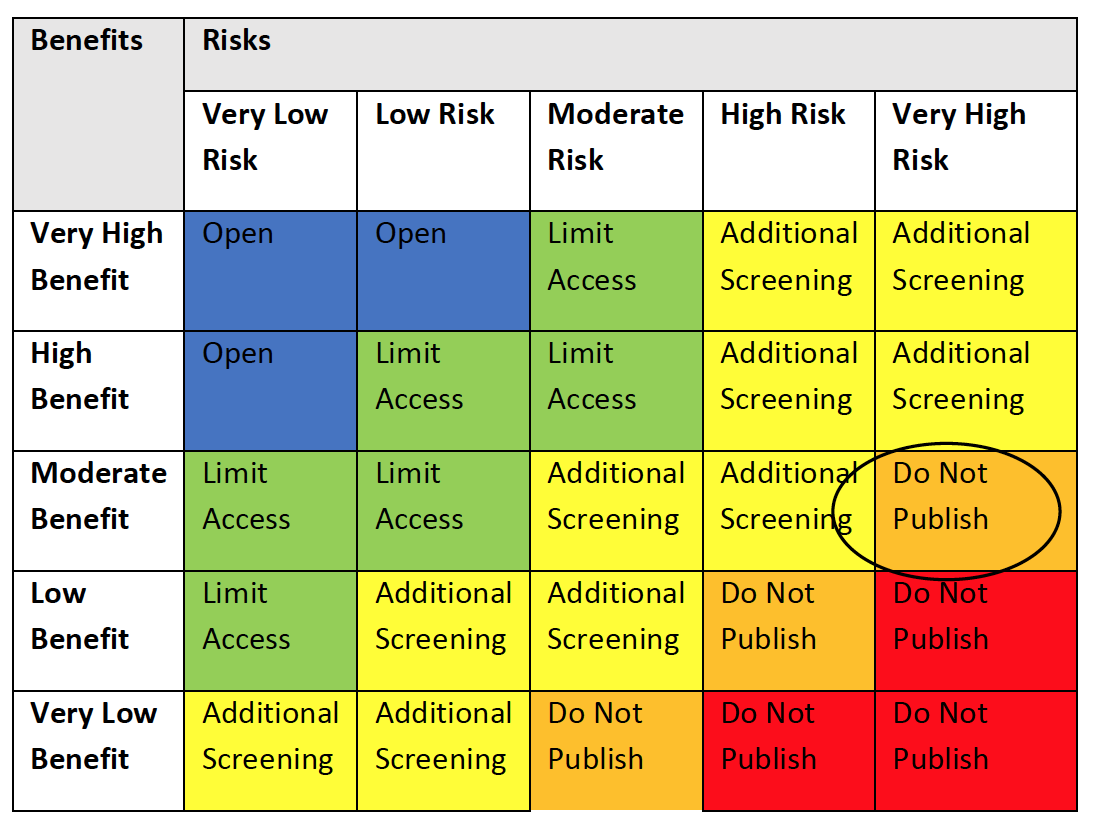 Benefits Risks
Very Low Low Risk Moderate High Risk Very High
Risk Risk Risk
Very High Open Open Limit Additional Additional
Benefit Access Screening Screening
High Open Limit Limit Additional Additional
Benefit Access Access Screening Screening
Moderate Limit Limit Additional Additional Do Not
Benefit Access Access Screening Screening Publish
Low Limit Additional Additional Do Not Do Not
Benefit Access Screening Screening Publish Publish
Very Low Additional Additional Do Not Do Not Do Not
Benefit Screening Screening Publish Publish Publish